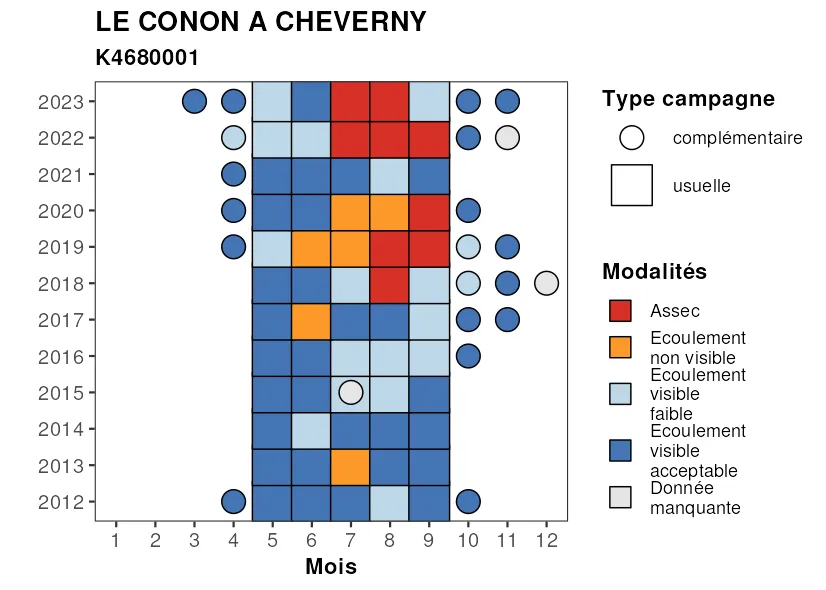 LE CONON A CHEVERNY
K4680001
2023
2022
2021
2020
2019
2018
2017
2016
2015
2014
2013
2012
1 2 3 4 5 6 7 8 9 10 11 12
Mois
Type campagne
complémentaire
usuelle
Modalités
Assec
Ecoulement
non visible
Ecoulement
visible
faible
Ecoulement
visible
acceptable
Donnée
manquante